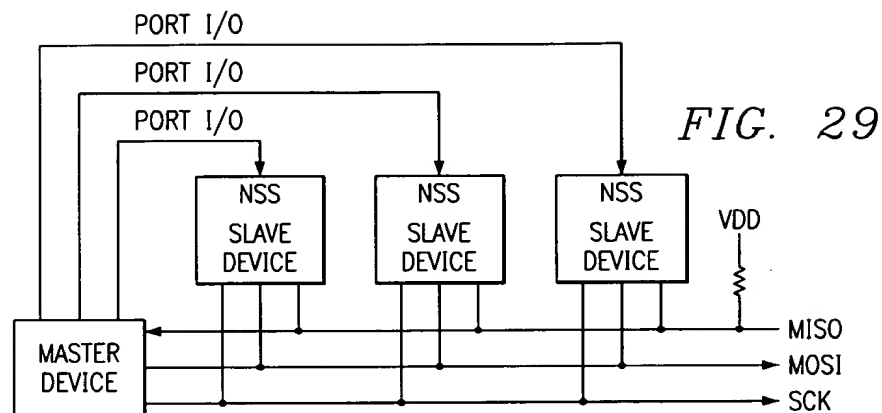 PORT I/O
PORT I/O
PORT I/O
FIG. 29
NSS
SLAVE
DEVICE
NSS
SLAVE
DEVICE
NSS
SLAVE
DEVICE
VDD
MISO
MASTER
DEVICE
MOSI
SCK